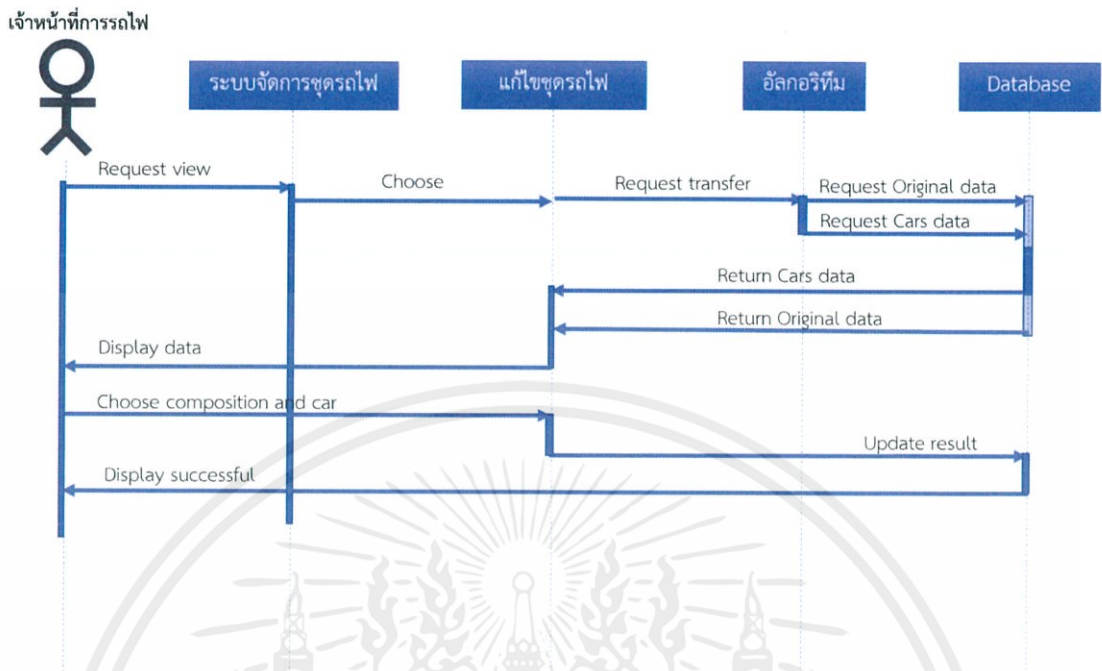 เจ้าหน้าที่การรถไฟ
ระบบจัดการชุดรถไฟ
แก้ไขชุดรถไฟ
อัลกอริทึม
Database
Request view
Choose
Request transfer
Request Original data
Request Cars data
Return Cars data
Return Original data
Display data
Choose composition and car
Update result
Display successful